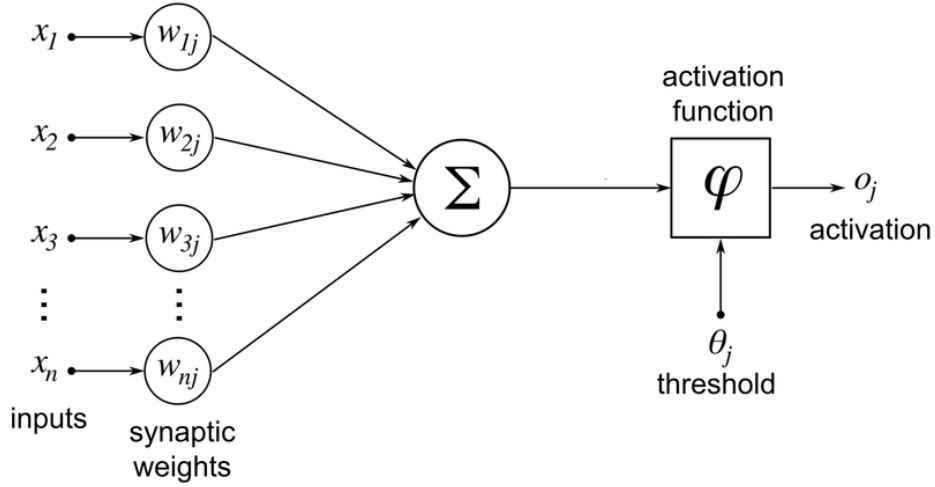 x₁
w₁ⱼ
x₂
w₂ⱼ
x₃
w₃ⱼ
⋮
⋮
xₙ
wₙⱼ
inputs
synaptic
weights
Σ
activation
function
φ
oⱼ
activation
θⱼ
threshold